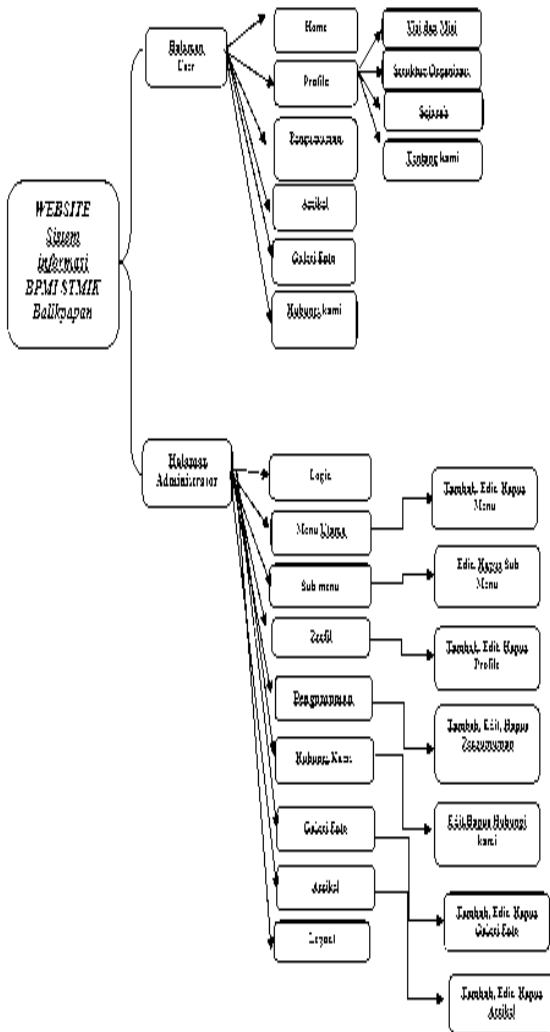 WEBSITE
Sistem
informasi
BPMI STMIK
Balikpapan
Halaman
User
Home
Profile
Pengumuman
Artikel
Galeri Foto
Hubungi kami
Visi dan Misi
Struktur Organisasi
Sejarah
Tentang kami
Halaman
Administrator
Login
Menu Utama
Sub menu
Profil
Pengumuman
Hubungi Kami
Galeri Foto
Artikel
Logout
Tambah, Edit, Hapus
Menu
Edit, Hapus Sub
Menu
Tambah, Edit, Hapus
Profile
Tambah, Edit, Hapus
Pengumuman
Edit, Hapus Hubungi
kami
Tambah, Edit, Hapus
Galeri Foto
Tambah, Edit, Hapus
Artikel